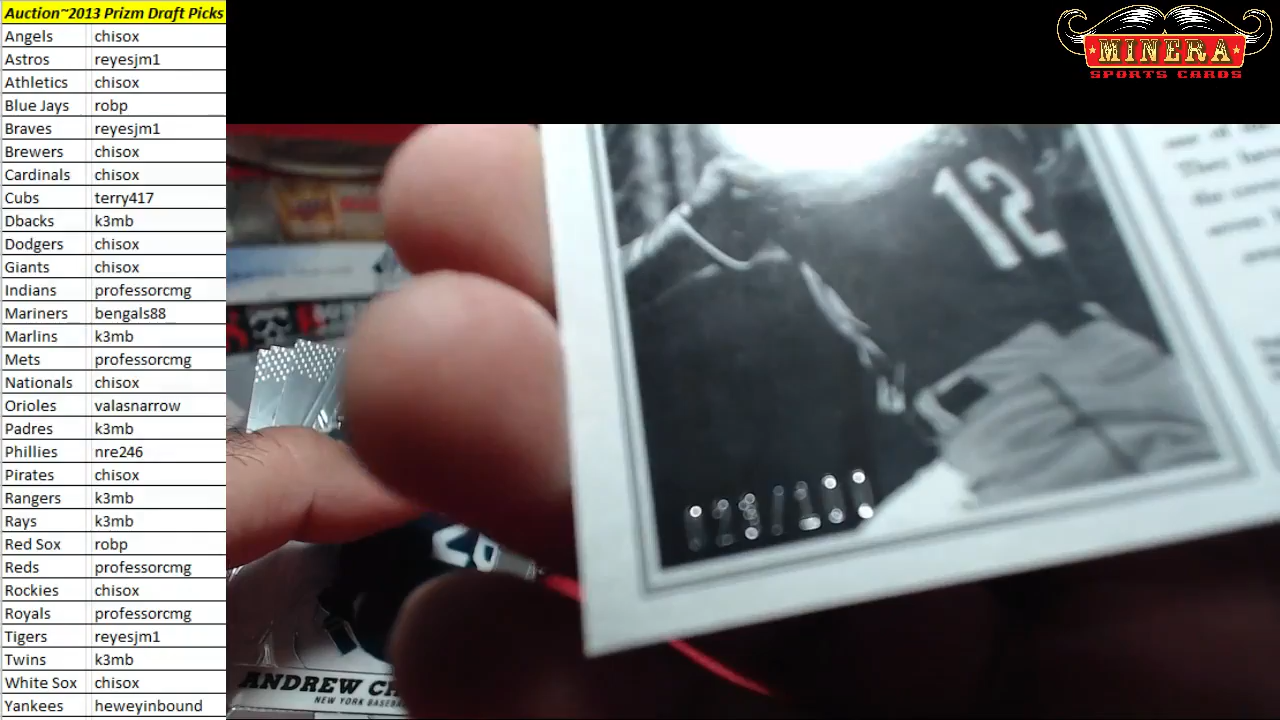 Auction~2013 Prizm Draft Picks
Angels chisox
Astros reyesjm1
Athletics chisox
Blue Jays robp
Braves reyesjm1
Brewers chisox
Cardinals chisox
Cubs terry417
Dbacks k3mb
Dodgers chisox
Giants chisox
Indians professorcmg
Mariners bengals88
Marlins k3mb
Mets professorcmg
Nationals chisox
Orioles valasnarrow
Padres k3mb
Phillies nre246
Pirates chisox
Rangers k3mb
Rays k3mb
Red Sox robp
Reds professorcmg
Rockies chisox
Royals professorcmg
Tigers reyesjm1
Twins k3mb
White Sox chisox
Yankees heweyinbound
MINERA
SPORTS CARDS
12
ANDREW
NEW YORK